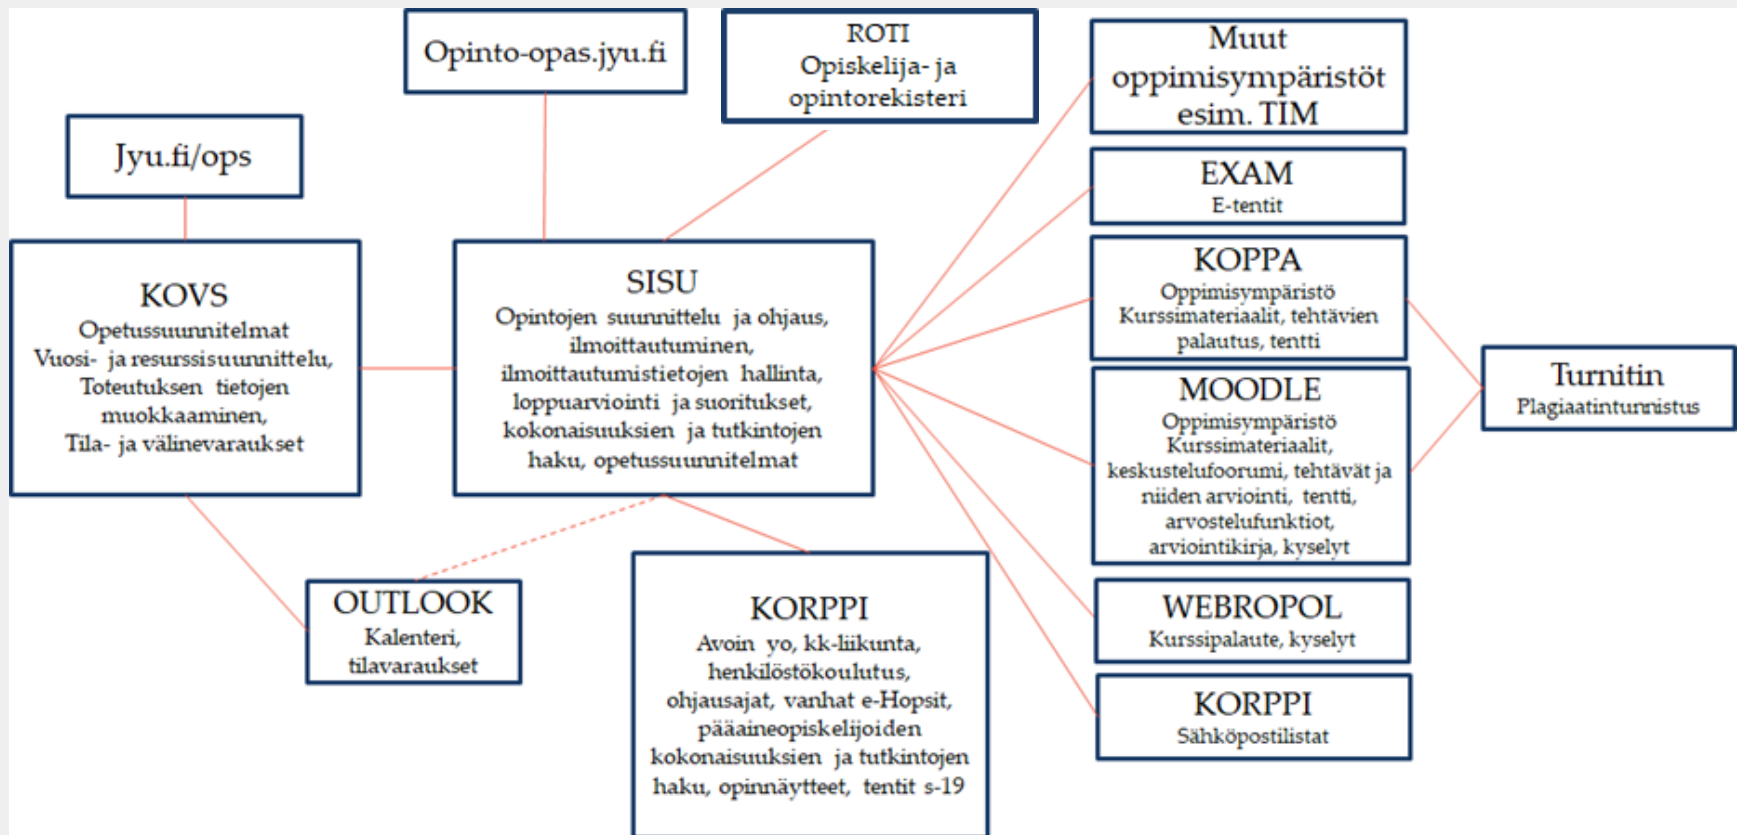 Opinto-opas.jyu.fi
ROTI
Opiskelija- ja
opintorekisteri
Muut
oppimisympäristöt
esim. TIM
Jyu.fi/ops
EXAM
E-tentit
KOVS
Opetussuunnitelmat
Vuosi- ja resurssisuunnittelu,
Toteutuksen tietojen
muokkaaminen,
Tila- ja välinevaraukset
SISU
Opintojen suunnittelu ja ohjaus,
ilmoittautuminen,
ilmoittautumistietojen hallinta,
loppuarviointi ja suoritukset,
kokonaisuuksien ja tutkintojen
haku, opetussuunnitelmat
KOPPA
Oppimisympäristö
Kurssimateriaalit, tehtävien
palautus, tentti
MOODLE
Oppimisympäristö
Kurssimateriaalit,
keskustelufoorumi, tehtävät ja
niiden arviointi, tentti,
arvostelufunktiot,
arviointikirja, kyselyt
Turnitin
Plagiaatintunnistus
OUTLOOK
Kalenteri,
tilavaraukset
KORPPI
Avoin yo, kk-liikunta,
henkilöstökoulutus,
ohjausajat, vanhat e-Hopsit,
pääaineopiskelijoiden
kokonaisuuksien ja tutkintojen
haku, opinnäytteet, tentit s-19
WEBROPOL
Kurssipalaute, kyselyt
KORPPI
Sähköpostilistat